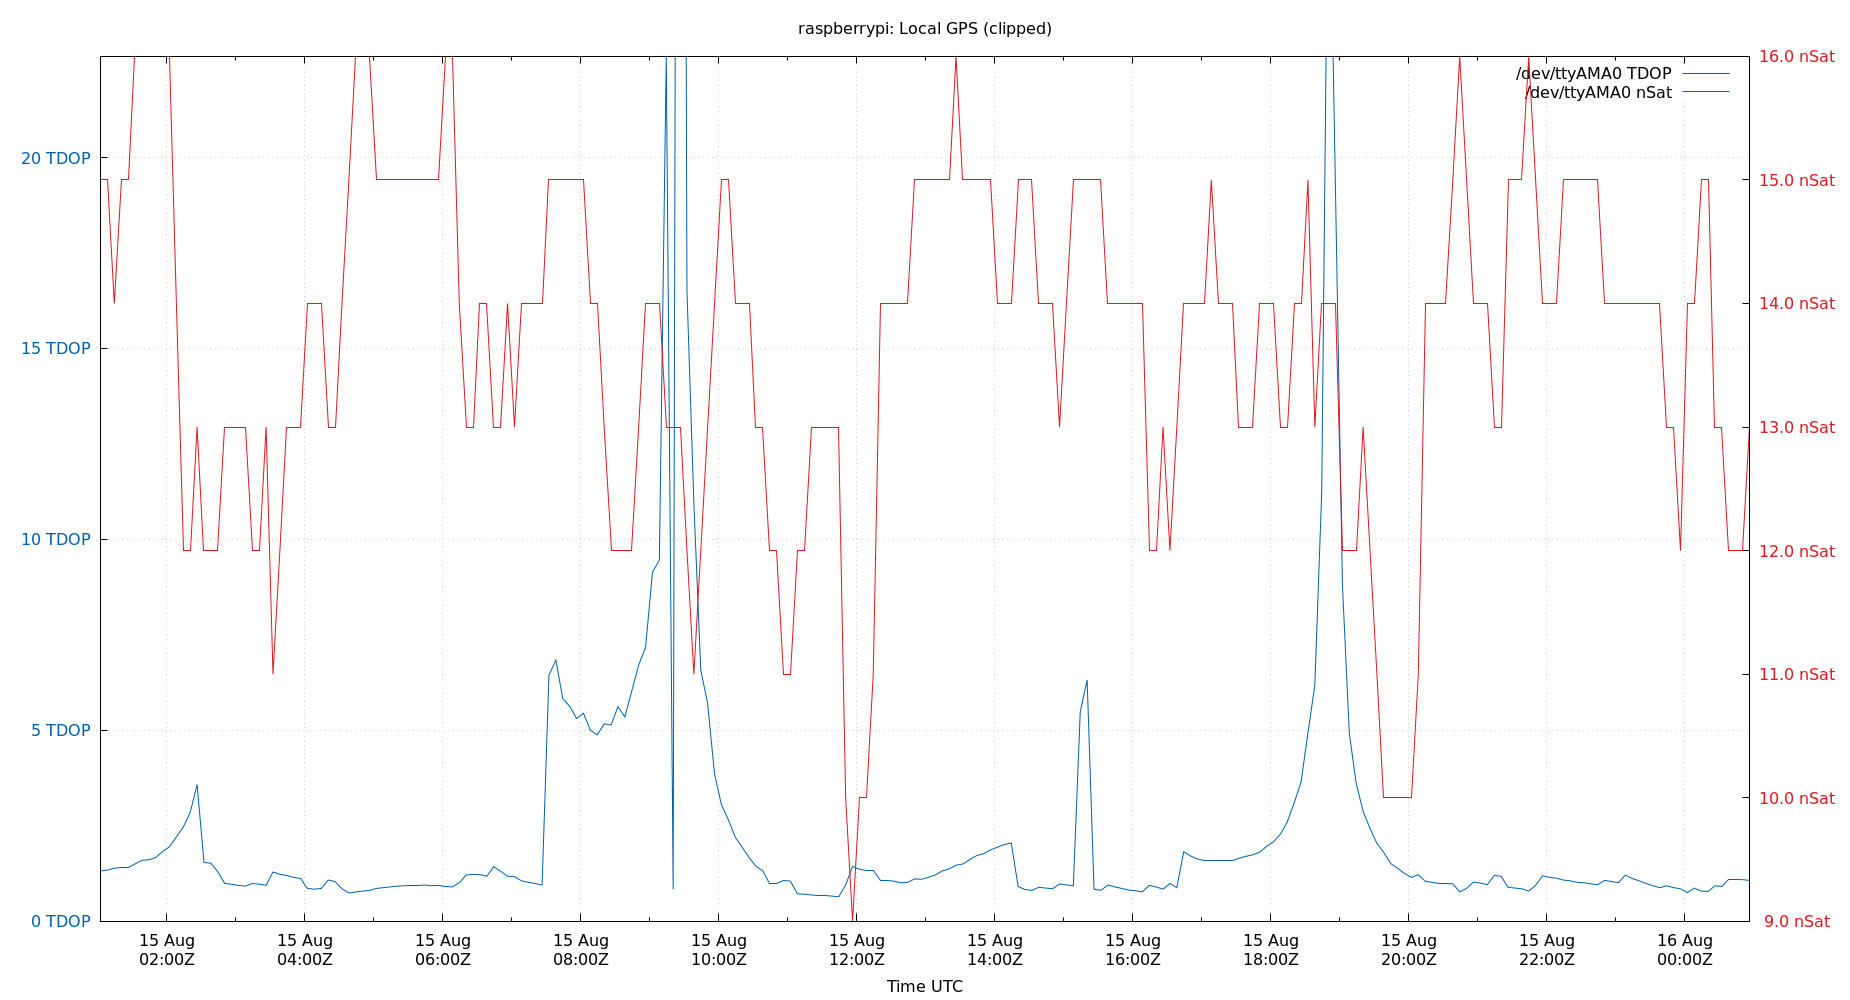 raspberrypi: Local GPS (clipped)
/dev/ttyAMA0 TDOP
/dev/ttyAMA0 nSat
20 TDOP
15 TDOP
10 TDOP
5 TDOP
0 TDOP
16.0 nSat
15.0 nSat
14.0 nSat
13.0 nSat
12.0 nSat
11.0 nSat
10.0 nSat
9.0 nSat
15 Aug 15 Aug 15 Aug 15 Aug 15 Aug 15 Aug 15 Aug 15 Aug 15 Aug 15 Aug 15 Aug 16 Aug
02:00Z 04:00Z 06:00Z 08:00Z 10:00Z 12:00Z 14:00Z 16:00Z 18:00Z 20:00Z 22:00Z 00:00Z
Time UTC